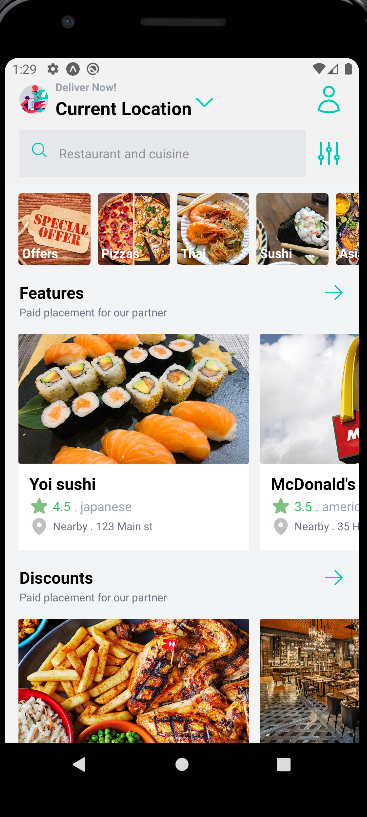 1:29
Deliver Now!
Current Location
Restaurant and cuisine
SPECIAL
OFFER
Offers
Pizzas
Thai
Sushi
Asi
Features
Paid placement for our partner
Yoi sushi
4.5 . japanese
Nearby . 123 Main st
McDonald's
3.5 . americ
Nearby . 35 H
Discounts
Paid placement for our partner